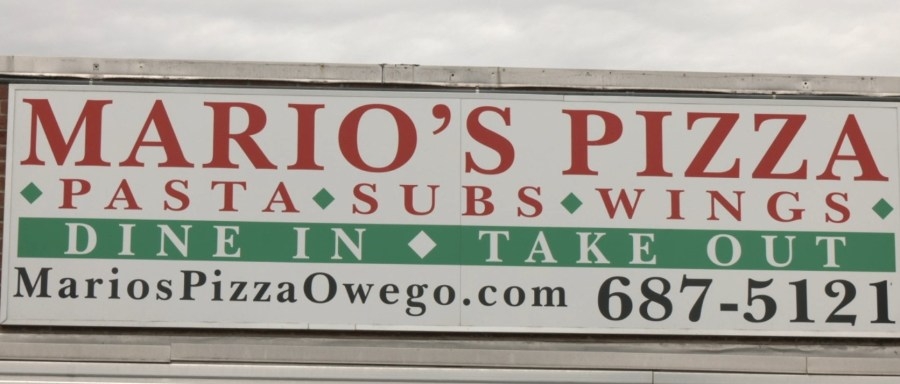 MARIO'S PIZZA
PASTA SUBS WINGS
DINE IN TAKE OUT
MariosPizzaOwego.com 687-5121